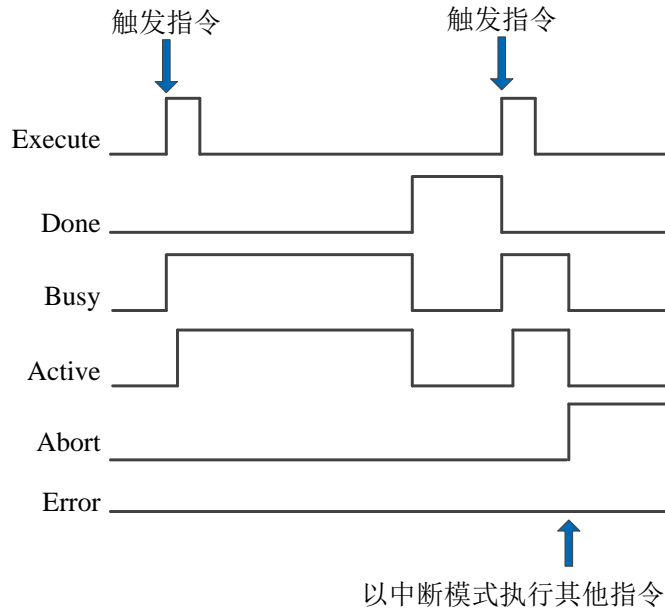 触发指令
触发指令
Execute
Done
Busy
Active
Abort
Error
以中断模式执行其他指令